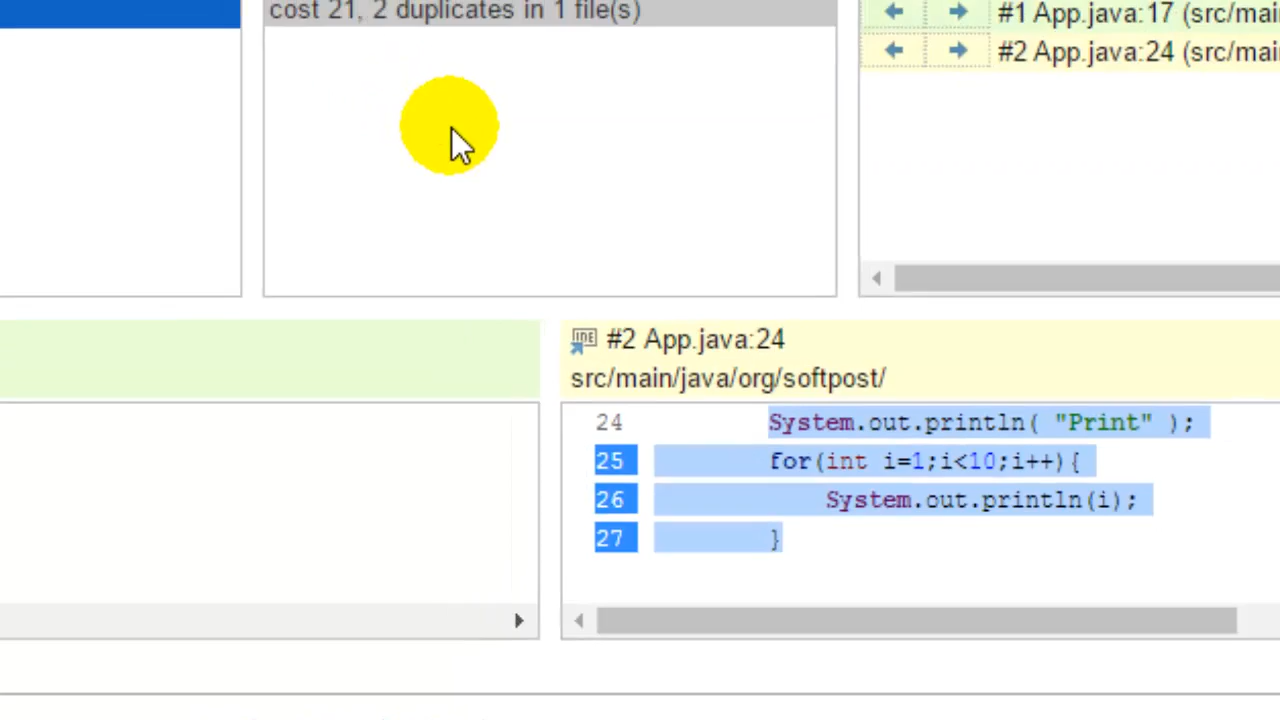 cost 21, 2 duplicates in 1 file(s)
#1 App.java:17 (src/mai
#2 App.java:24 (src/mai
IDE #2 App.java:24
src/main/java/org/softpost/
24 System.out.println( "Print" );
25 for(int i=1;i<10;i++){
26 System.out.println(i);
27 }